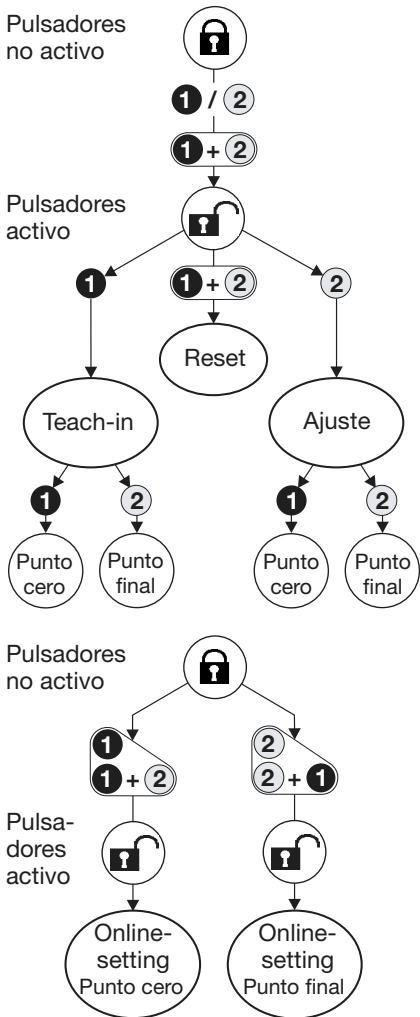 Pulsadores
no activo
1 / 2
1 + 2
Pulsadores
activo
1
1 + 2
2
Reset
Teach-in
Ajuste
1
2
1
2
Punto
cero
Punto
final
Punto
cero
Punto
final
Pulsadores
no activo
1
1 + 2
2
2 + 1
Pulsa-
dores
activo
Online-
setting
Punto cero
Online-
setting
Punto final